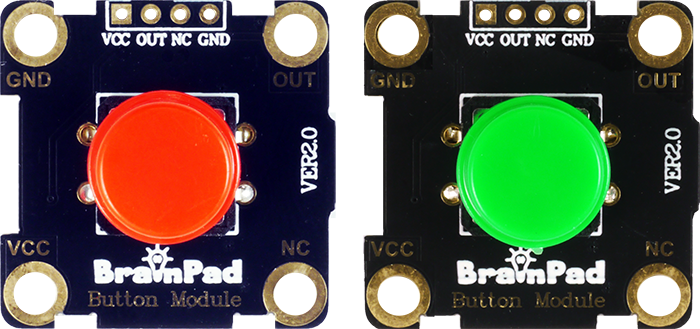 VCC OUT NC GND
GND OUT
VER2.0
VCC NC
BrainPad
Button Module
VCC OUT NC GND
GND OUT
VER2.0
VCC NC
BrainPad
Button Module